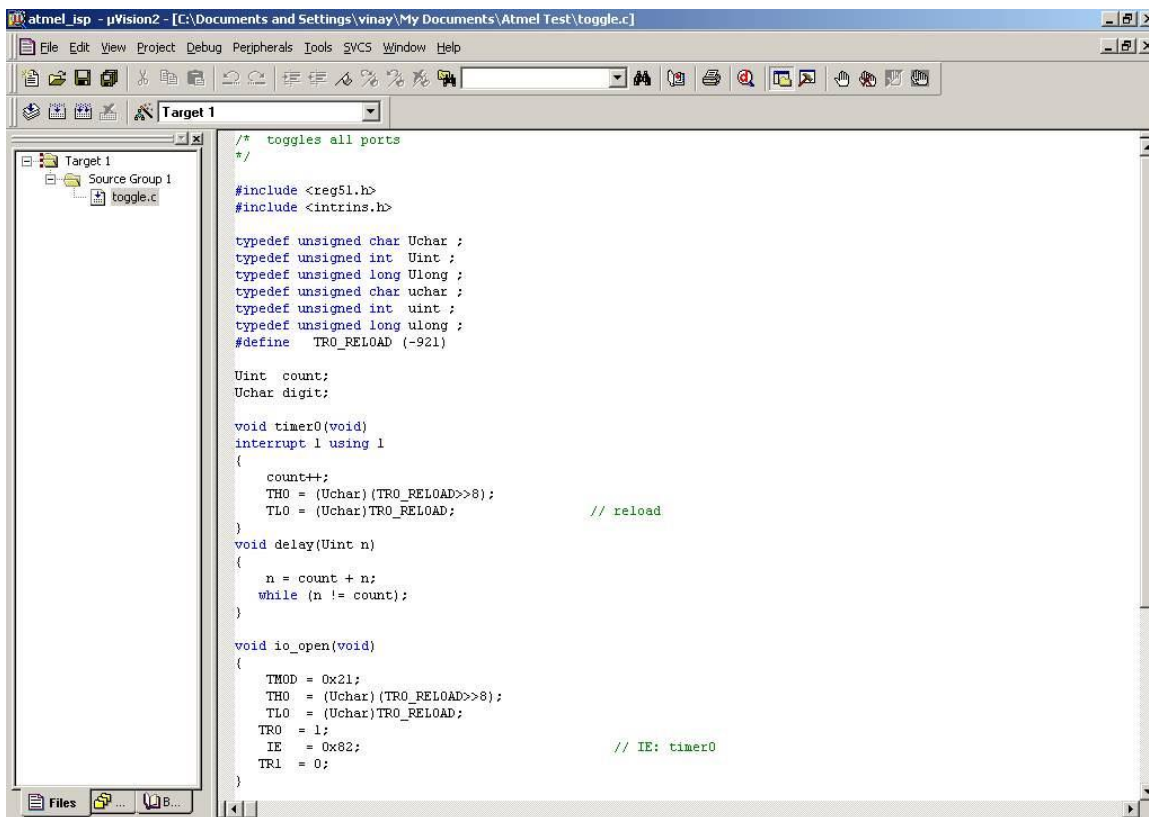 atmel_isp - µVision2 - [C:\Documents and Settings\vinay\My Documents\Atmel Test\toggle.c]
File Edit View Project Debug Peripherals Tools SVCS Window Help
Target 1
Target 1
Source Group 1
toggle.c
/*  toggles all ports
*/
#include <reg51.h>
#include <intrins.h>
typedef unsigned char Uchar ;
typedef unsigned int  Uint ;
typedef unsigned long Ulong ;
typedef unsigned char uchar ;
typedef unsigned int  uint ;
typedef unsigned long ulong ;
#define   TR0_RELOAD (-921)
Uint  count;
Uchar digit;
void timer0(void)
interrupt 1 using 1
{
count++;
TH0 = (Uchar)(TR0_RELOAD>>8);
TL0 = (Uchar)TR0_RELOAD; // reload
}
void delay(Uint n)
{
n = count + n;
while (n != count);
}
void io_open(void)
{
TMOD = 0x21;
TH0  = (Uchar)(TR0_RELOAD>>8);
TL0  = (Uchar)TR0_RELOAD;
TR0  = 1;
IE   = 0x82; // IE: timer0
TR1  = 0;
}
Files ... B...